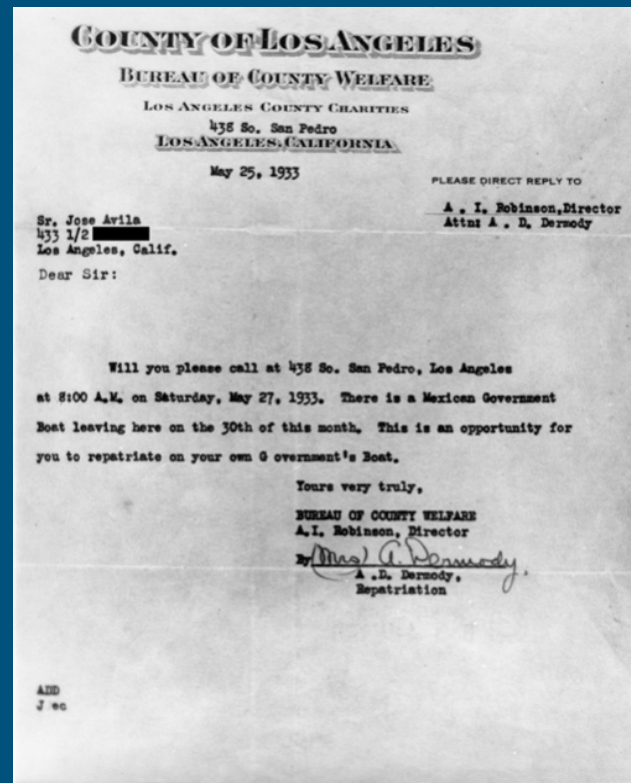 COUNTY OF LOS ANGELES
BUREAU OF COUNTY WELFARE
LOS ANGELES COUNTY CHARITIES
438 So. San Pedro
LOS ANGELES, CALIFORNIA
May 25, 1933
PLEASE DIRECT REPLY TO
A . I. Robinson,Director
Attn: A . D. Dermody
Sr. Jose Avila
433 1/2
Los Angeles, Calif.
Dear Sir:
Will you please call at 438 So. San Pedro, Los Angeles
at 8:00 A.M. on Saturday, May 27, 1933. There is a Mexican Government
Boat leaving here on the 30th of this month. This is an opportunity for
you to repatriate on your own G overnment's Boat.
Yours very truly,
BUREAU OF COUNTY WELFARE
A.I. Robinson, Director
By Mrs A. Dermody,
A .D. Dermody,
Repatriation
ADD
J ec